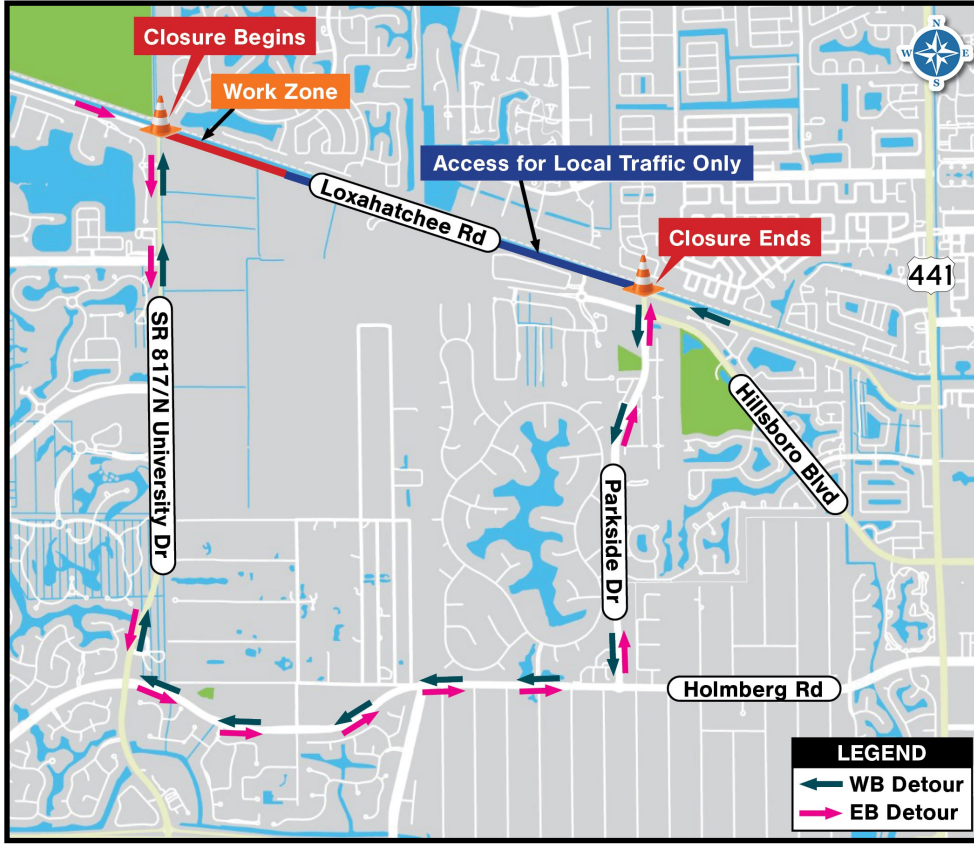 Closure Begins
N
W E
S
Work Zone
Access for Local Traffic Only
Loxahatchee Rd
Closure Ends
441
SR 817/N University Dr
Hillsboro Blvd
Parkside Dr
Holmberg Rd
LEGEND
WB Detour
EB Detour